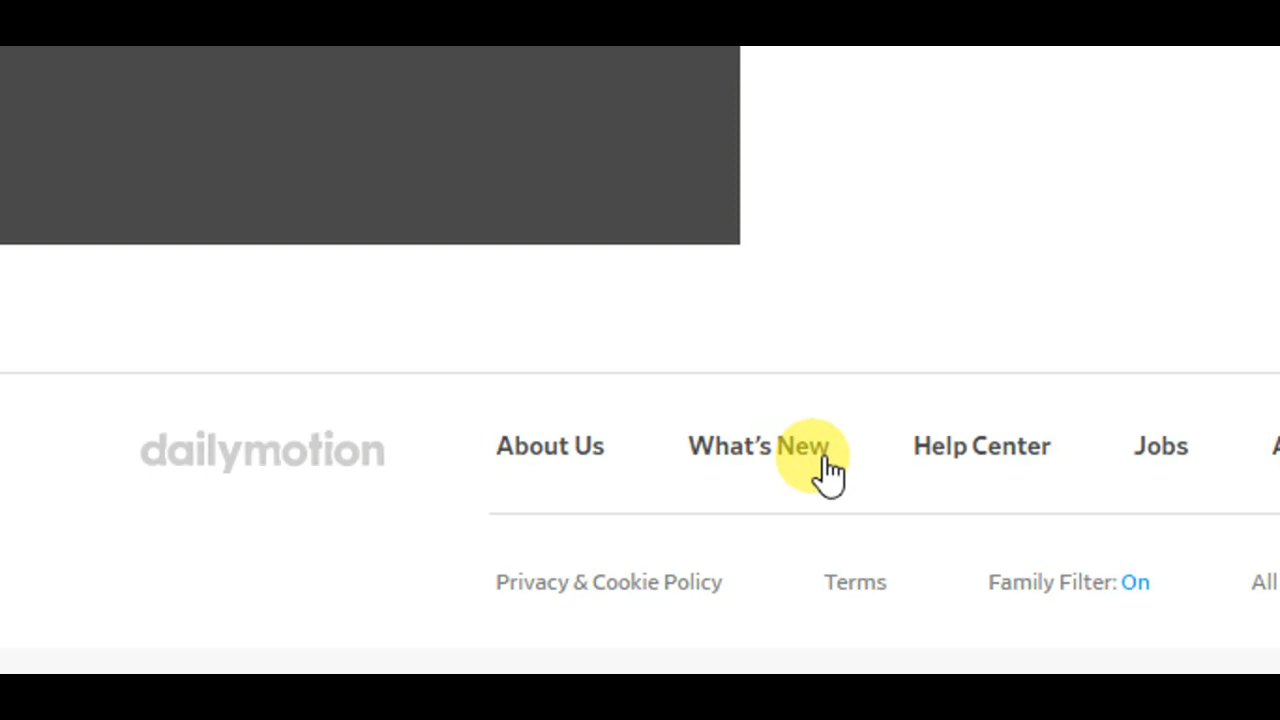 dailymotion About Us What's New Help Center Jobs
Privacy & Cookie Policy Terms Family Filter: On All